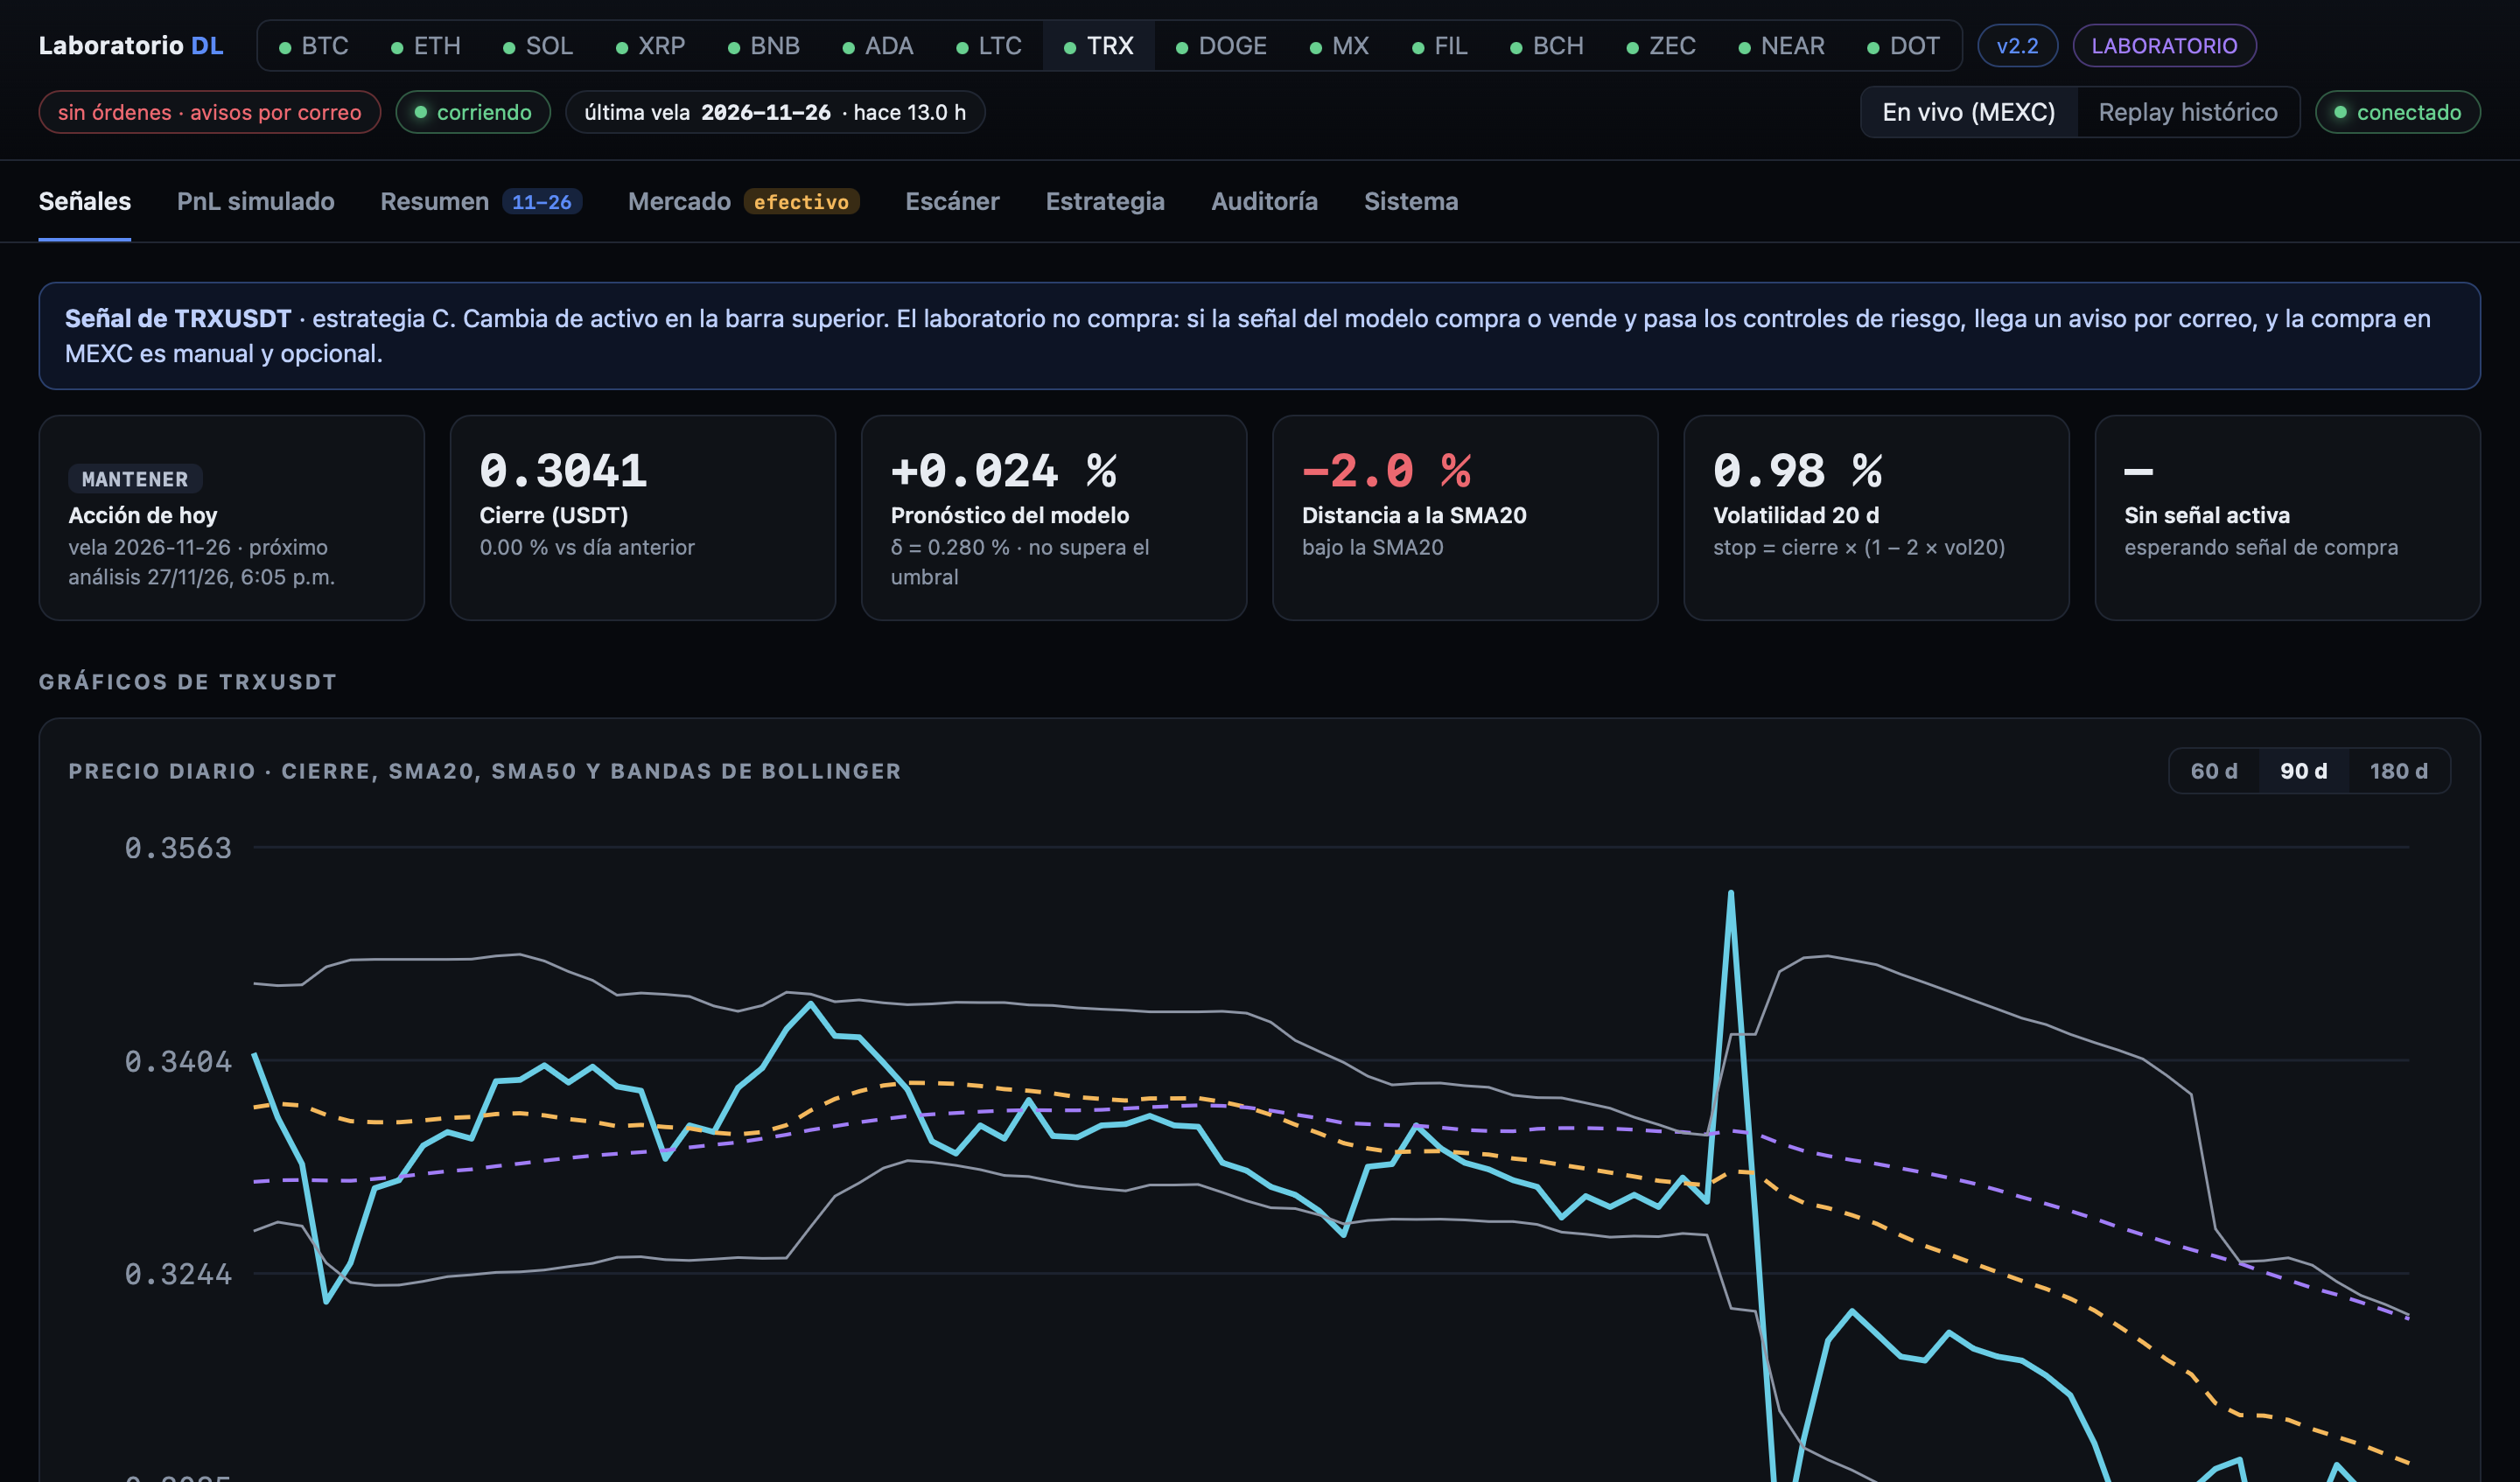 Laboratorio DL
BTC ETH SOL XRP BNB ADA LTC TRX DOGE MX FIL BCH ZEC NEAR DOT
v2.2
LABORATORIO
sin órdenes · avisos por correo
corriendo
última vela 2026–11–26 · hace 13.0 h
En vivo (MEXC)
Replay histórico
conectado
Señales
PnL simulado
Resumen 11–26
Mercado efectivo
Escáner
Estrategia
Auditoría
Sistema
Señal de TRXUSDT · estrategia C. Cambia de activo en la barra superior. El laboratorio no compra: si la señal del modelo compra o vende y pasa los controles de riesgo, llega un aviso por correo, y la compra en
MEXC es manual y opcional.
MANTENER
Acción de hoy
vela 2026-11-26 · próximo
análisis 27/11/26, 6:05 p.m.
0.3041
Cierre (USDT)
0.00 % vs día anterior
+0.024 %
Pronóstico del modelo
δ = 0.280 % · no supera el
umbral
−2.0 %
Distancia a la SMA20
bajo la SMA20
0.98 %
Volatilidad 20 d
stop = cierre × (1 − 2 × vol20)
—
Sin señal activa
esperando señal de compra
GRÁFICOS DE TRXUSDT
PRECIO DIARIO · CIERRE, SMA20, SMA50 Y BANDAS DE BOLLINGER
60 d
90 d
180 d
0.3563
0.3404
0.3244